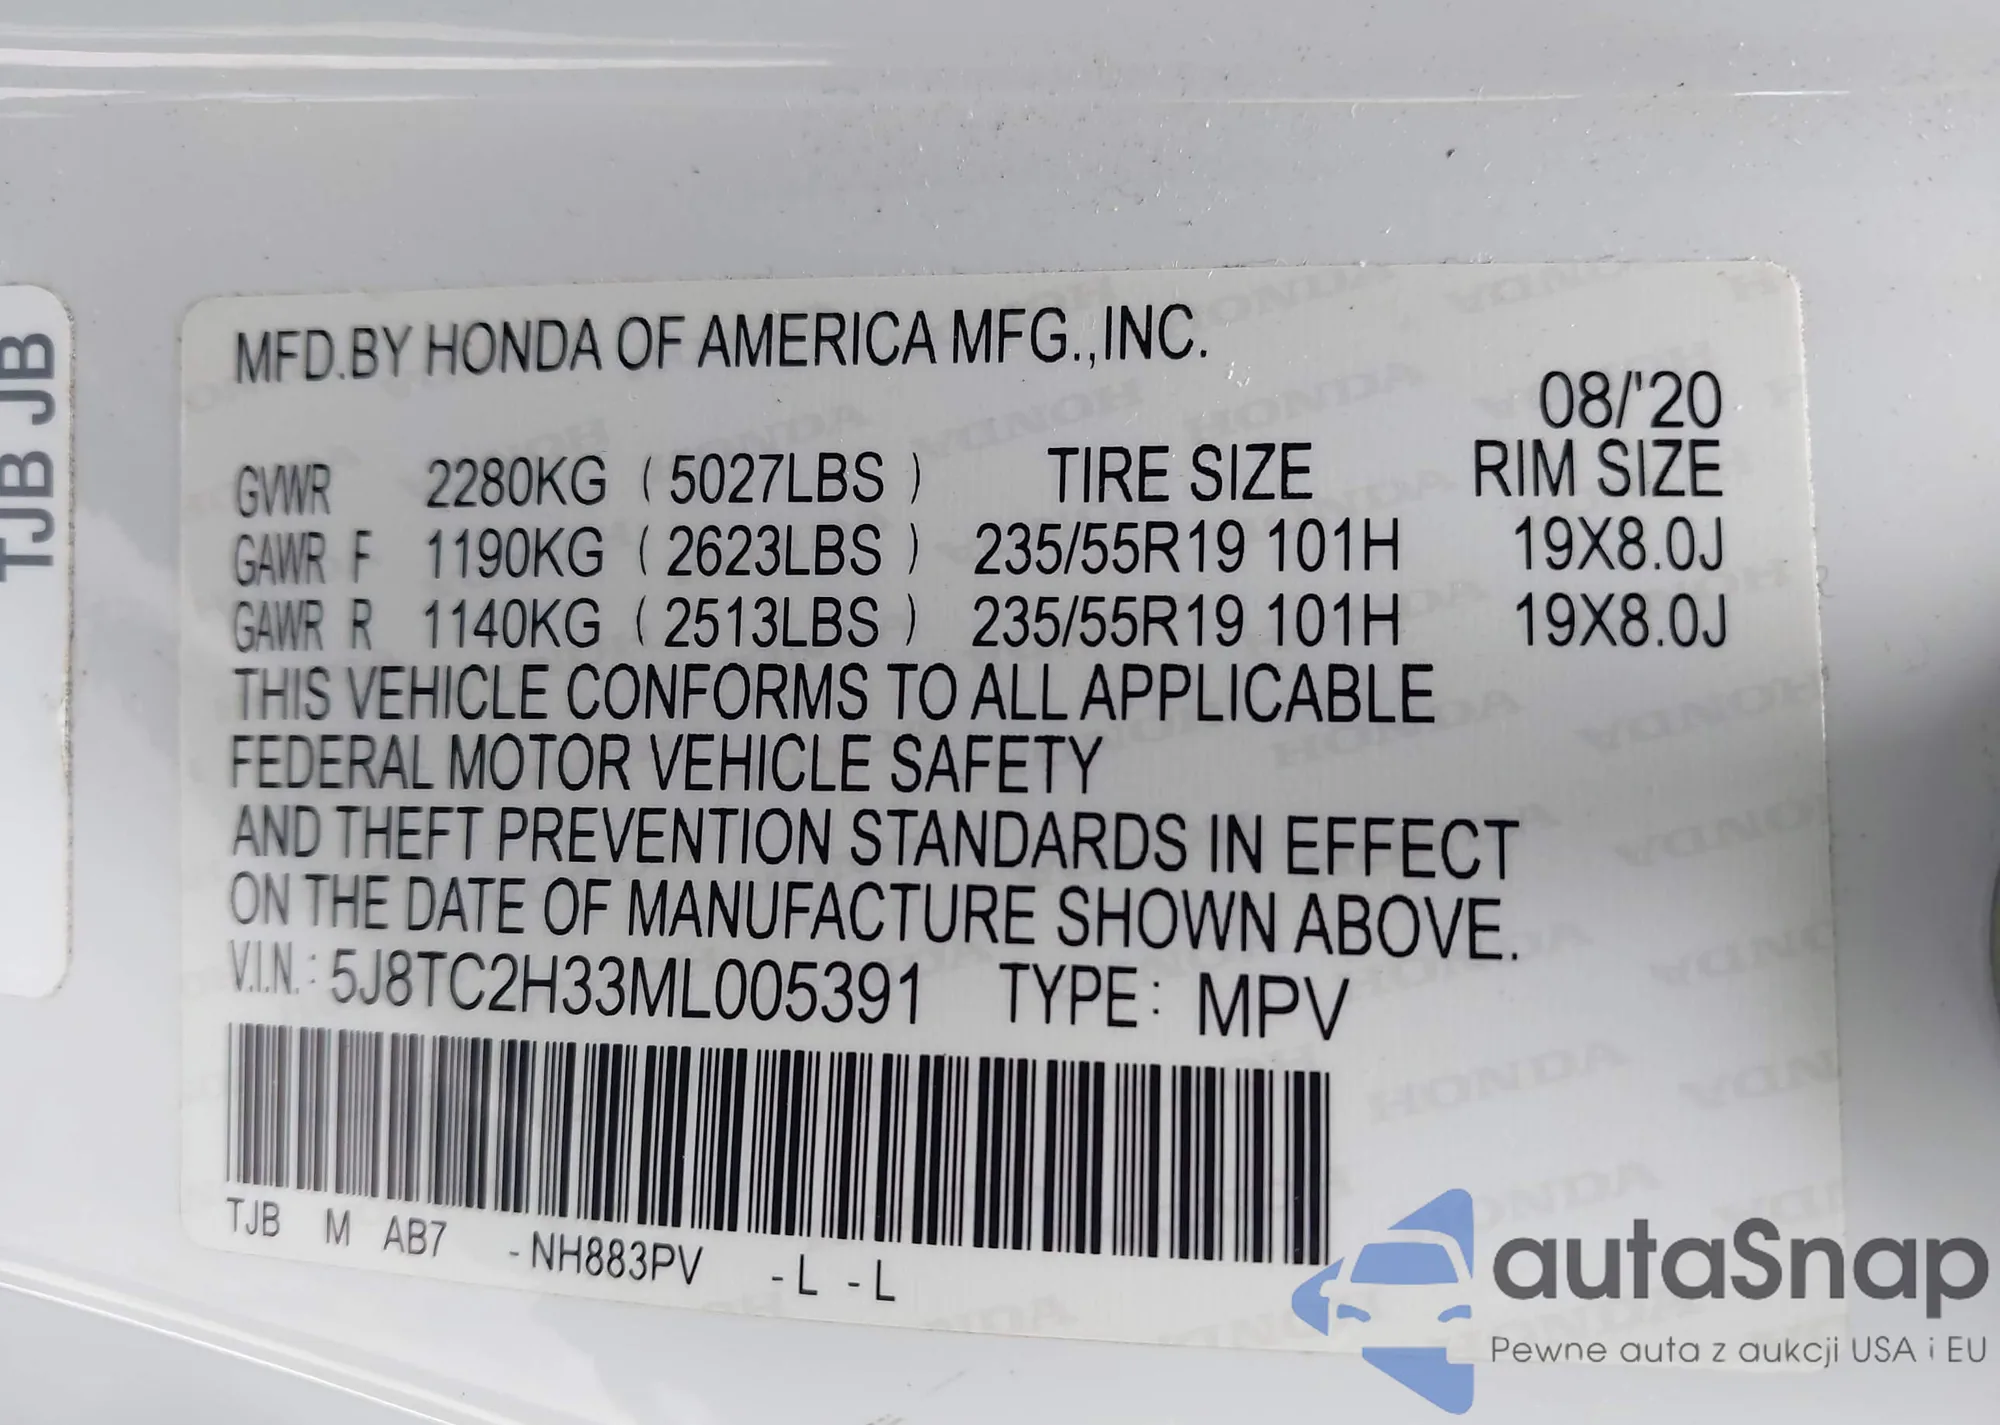 TJB JB
MFD.BY HONDA OF AMERICA MFG.,INC.
08/'20
GVWR 2280KG (5027LBS) TIRE SIZE RIM SIZE
GAWR F 1190KG (2623LBS) 235/55R19 101H 19X8.0J
GAWR R 1140KG (2513LBS) 235/55R19 101H 19X8.0J
THIS VEHICLE CONFORMS TO ALL APPLICABLE
FEDERAL MOTOR VEHICLE SAFETY
AND THEFT PREVENTION STANDARDS IN EFFECT
ON THE DATE OF MANUFACTURE SHOWN ABOVE.
V.I.N.: 5J8TC2H33ML005391 TYPE: MPV
TJB M AB7 -NH883PV -L -L
autaSnap
Pewne auta z aukcji USA i EU